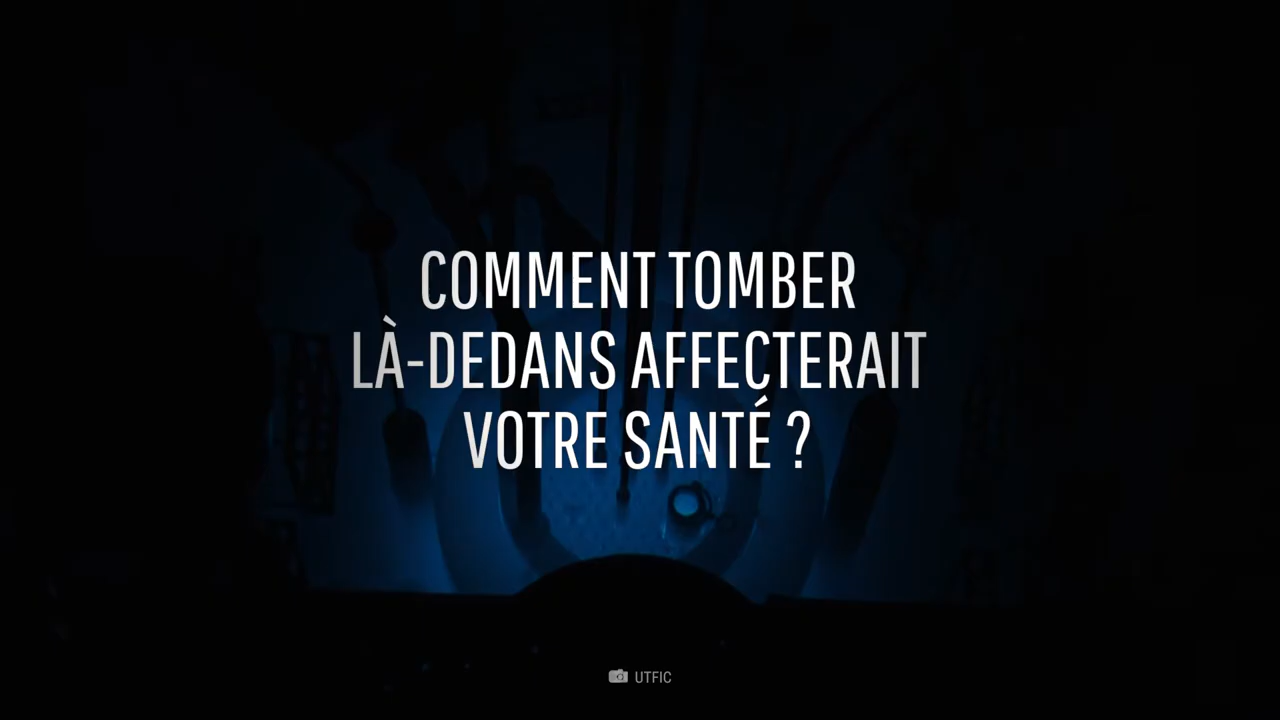 COMMENT TOMBER
LÀ-DEDANS AFFECTERAIT
VOTRE SANTÉ ?
UTFIC